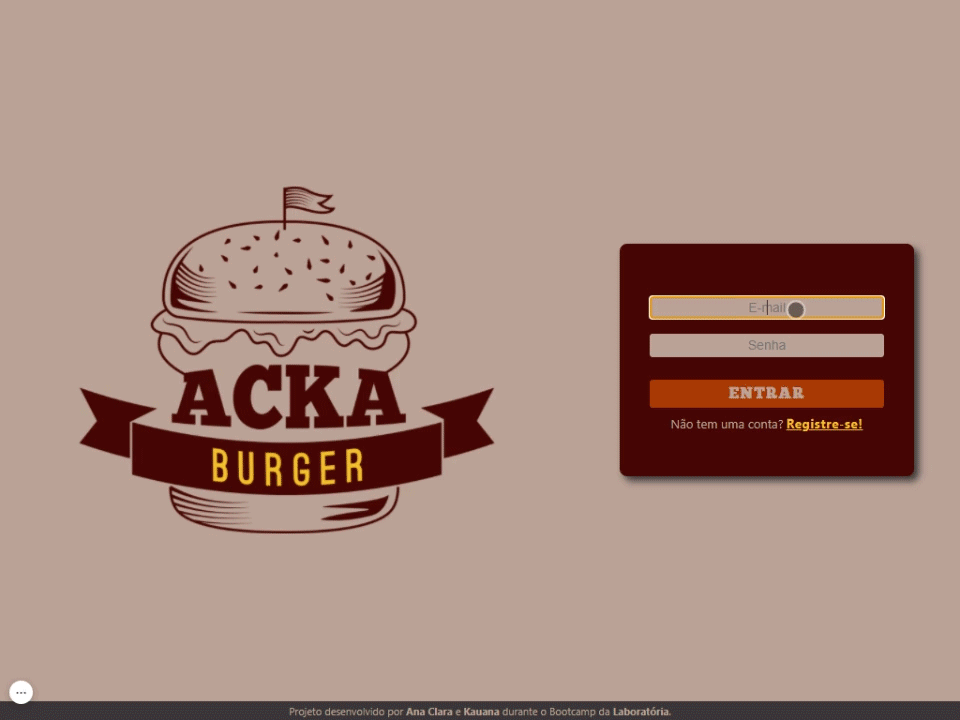 ACKA
BURGER
E-mail
Senha
ENTRAR
Não tem uma conta? Registre-se!
Projeto desenvolvido por Ana Clara e Kauana durante o Bootcamp da Laboratória.